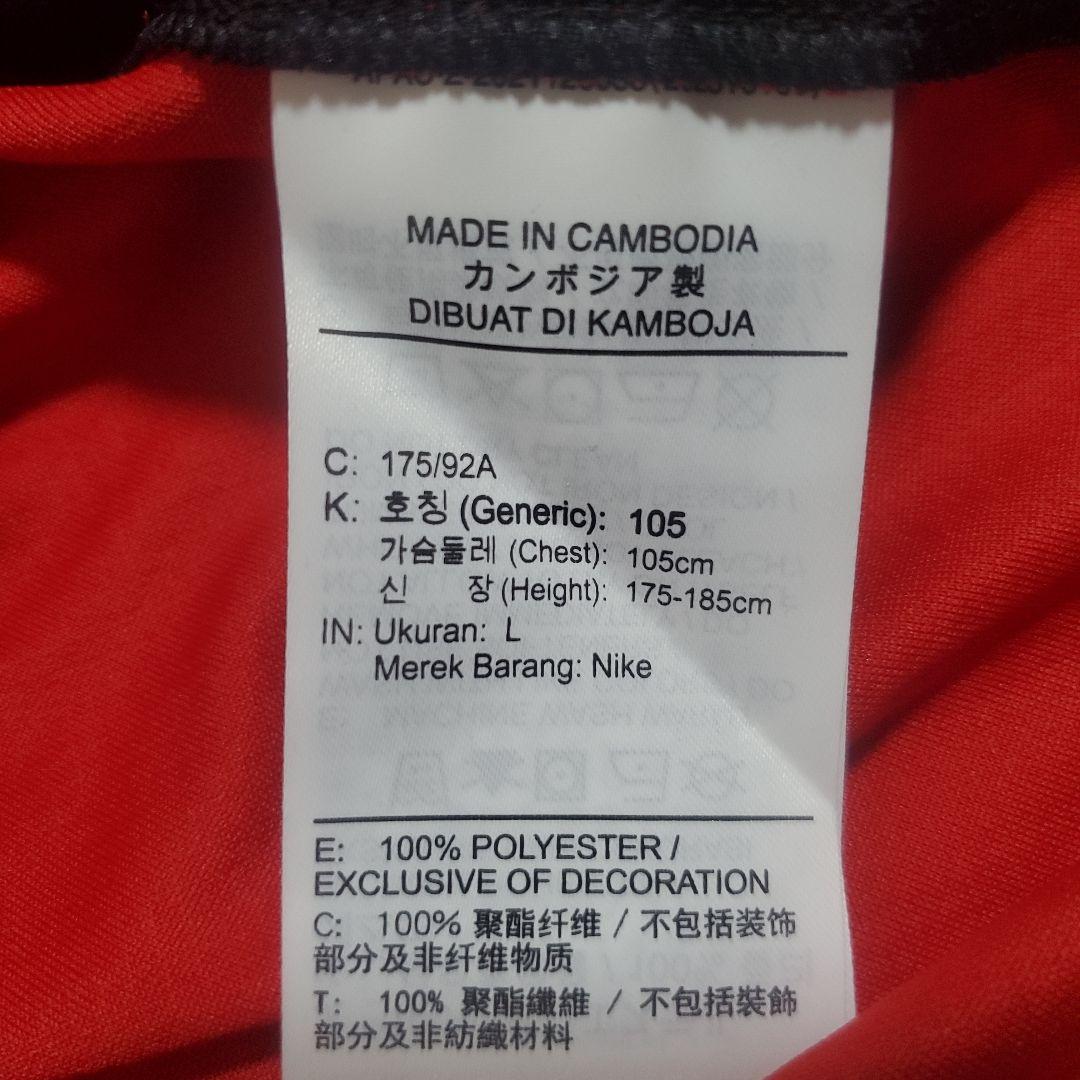 MADE IN CAMBODIA
カンボジア製
DIBUAT DI KAMBOJA
C: 175/92A
K: 호칭 (Generic): 105
가슴둘레 (Chest): 105cm
신 장 (Height): 175-185cm
IN: Ukuran: L
Merek Barang: Nike
E: 100% POLYESTER /
EXCLUSIVE OF DECORATION
C: 100% 聚酯纤维 / 不包括装饰
部分及非纤维物质
T: 100% 聚酯纖維 / 不包括裝飾
部分及非紡織材料